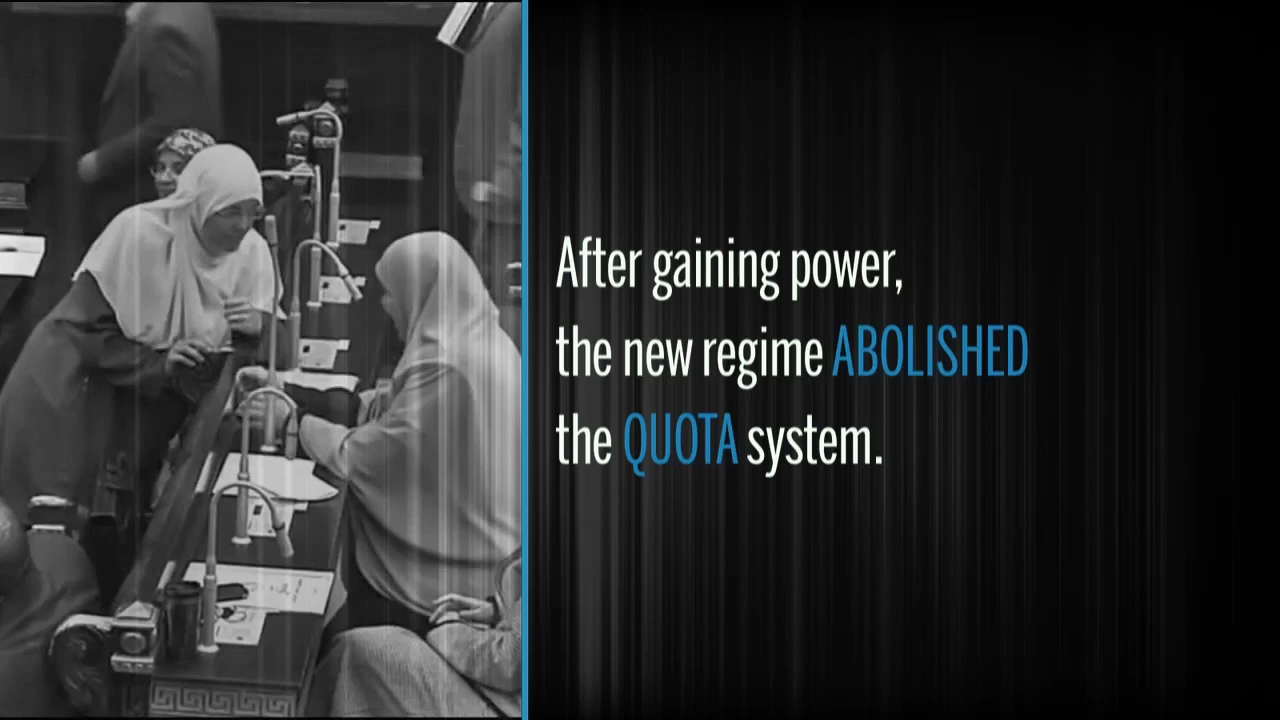 After gaining power,
the new regime ABOLISHED
the QUOTA system.